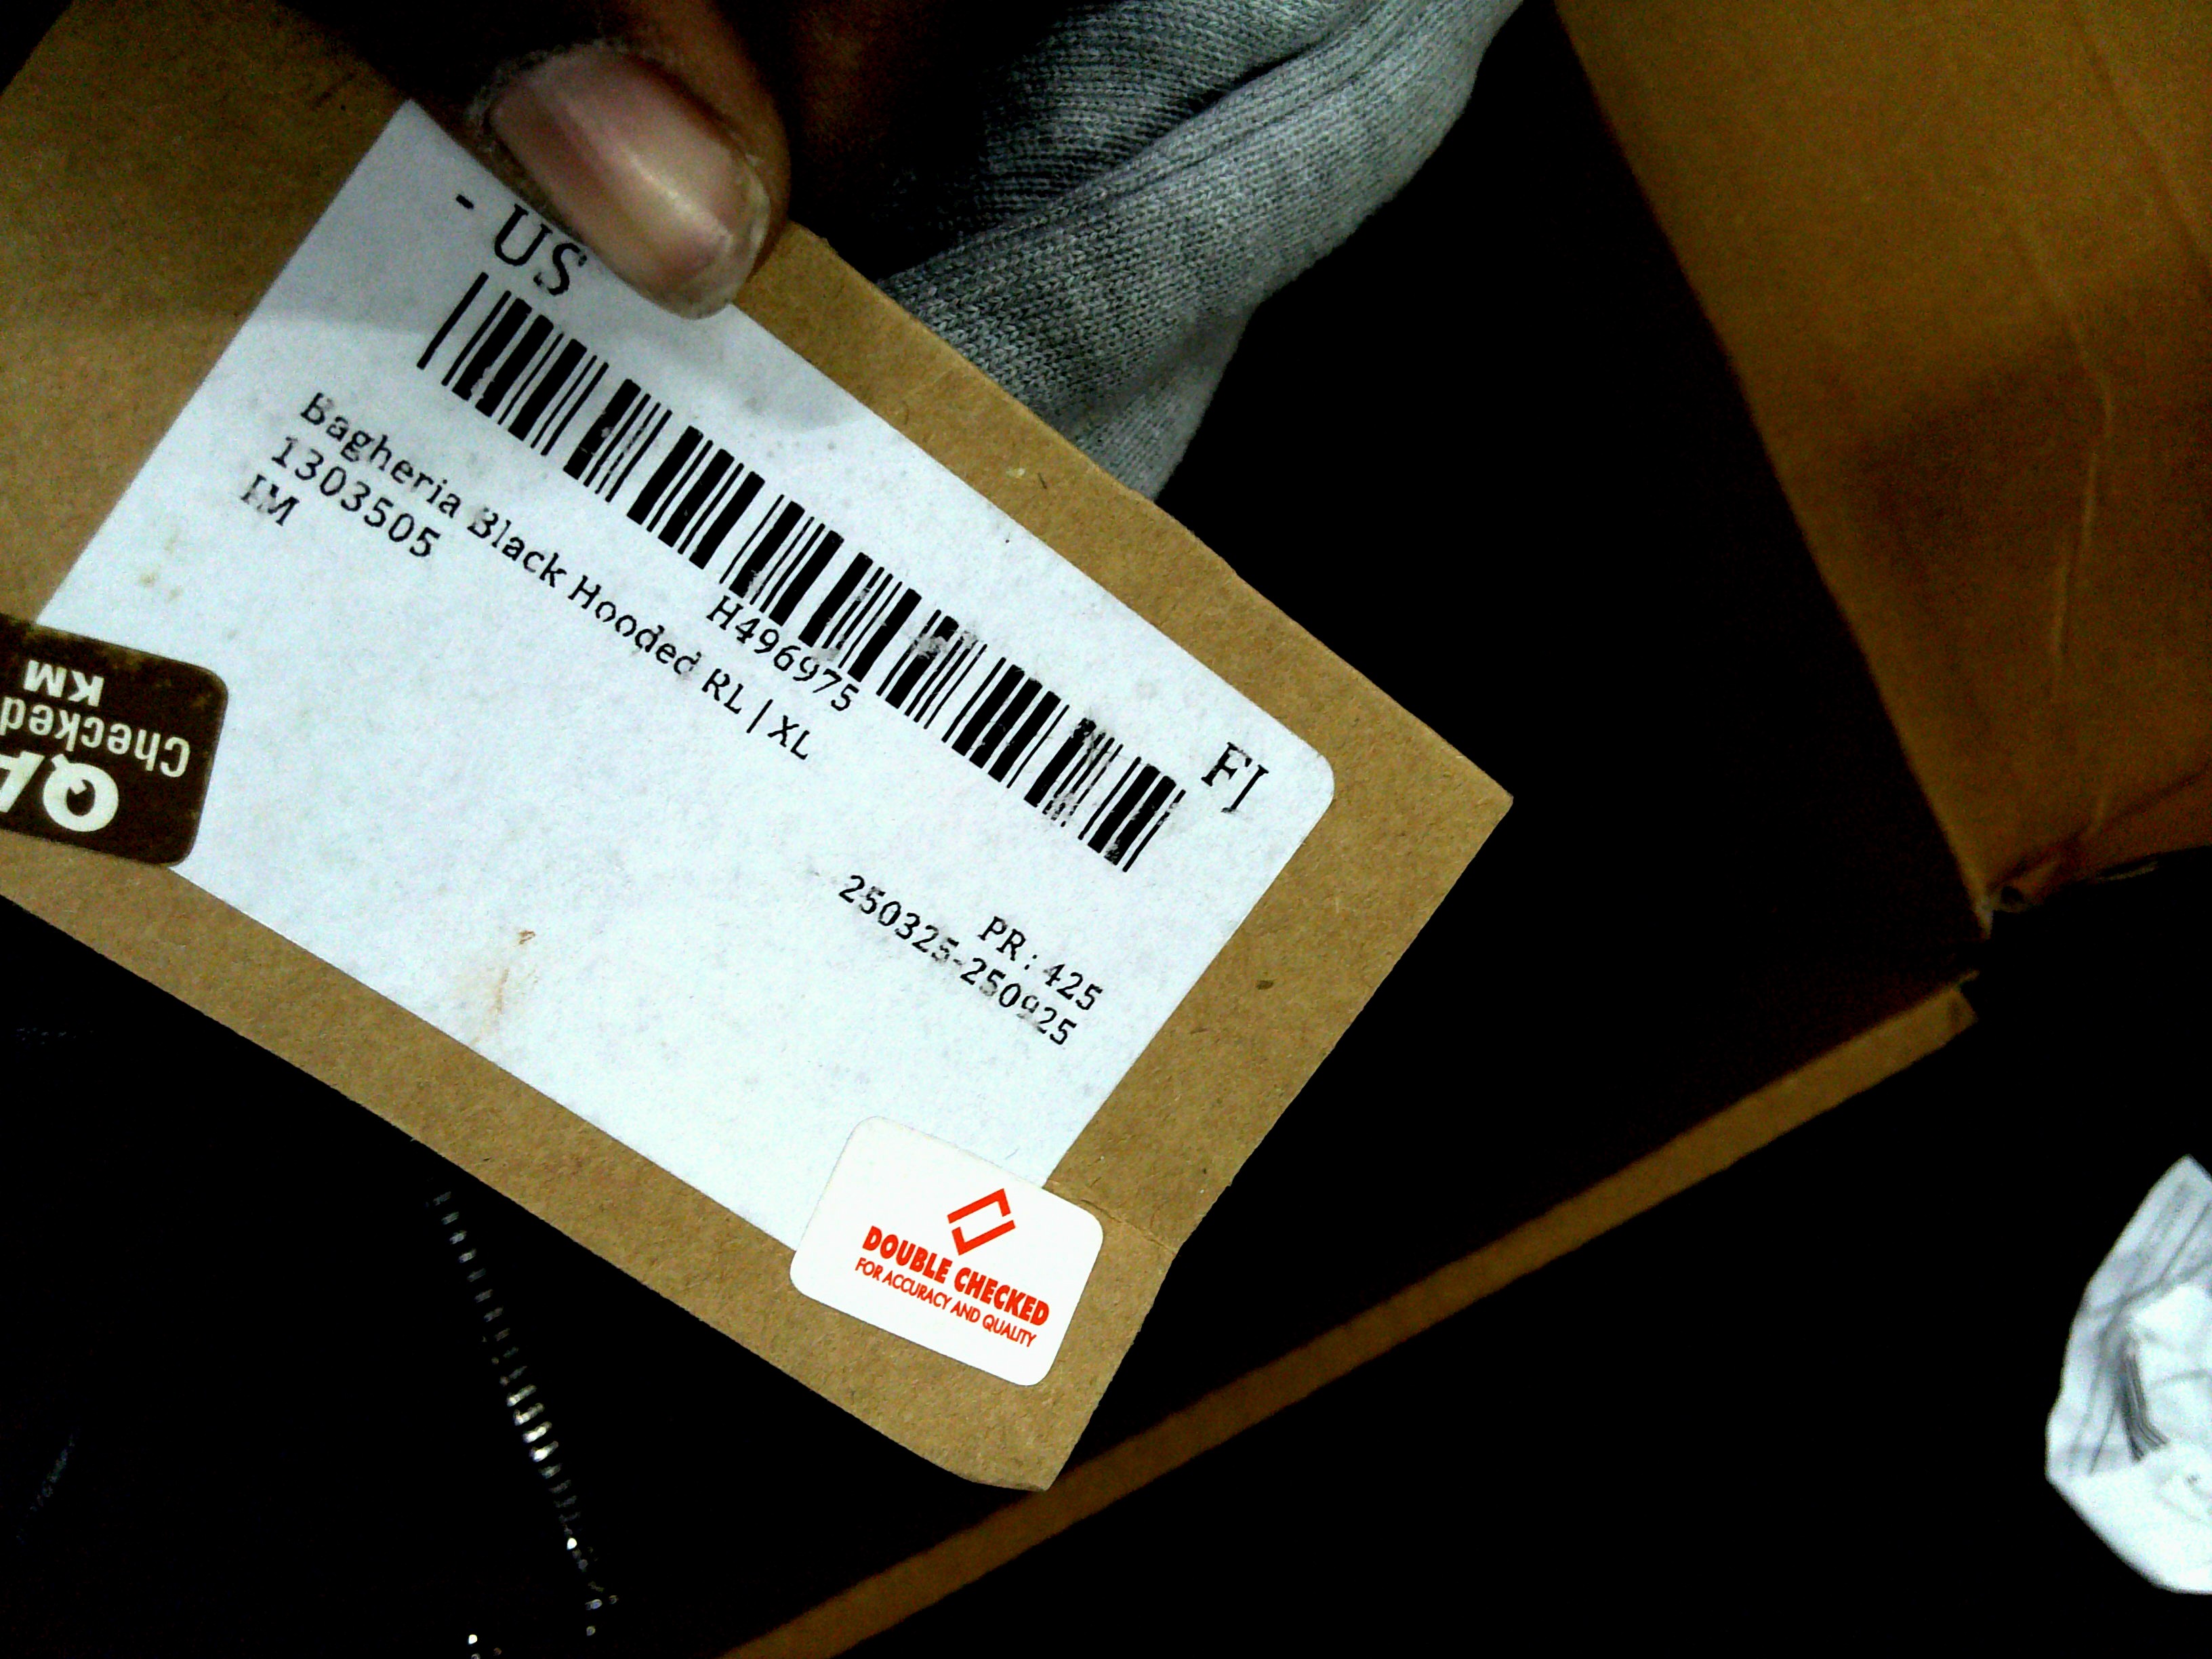 - US
FJ
H496975
Bagheria Black Hooded RL | XL
1303505
IM
PR: 425
250325-250925
QA
Checked
KM
DOUBLE CHECKED
FOR ACCURACY AND QUALITY